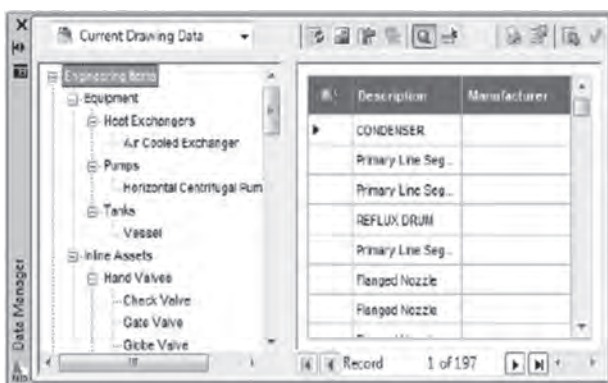 Current Drawing Data
Engineering Items
Equipment
Heat Exchangers
Air Cooled Exchanger
Pumps
Horizontal Centrifugal Pum
Tanks
Vessel
Inline Assets
Hand Valves
Check Valve
Gate Valve
Globe Valve
Data Manager
Description Manufacturer
CONDENSER
Primary Line Seg...
Primary Line Seg...
REFLUX DRUM
Primary Line Seg...
Flanged Nozzle
Flanged Nozzle
Record 1 of 197